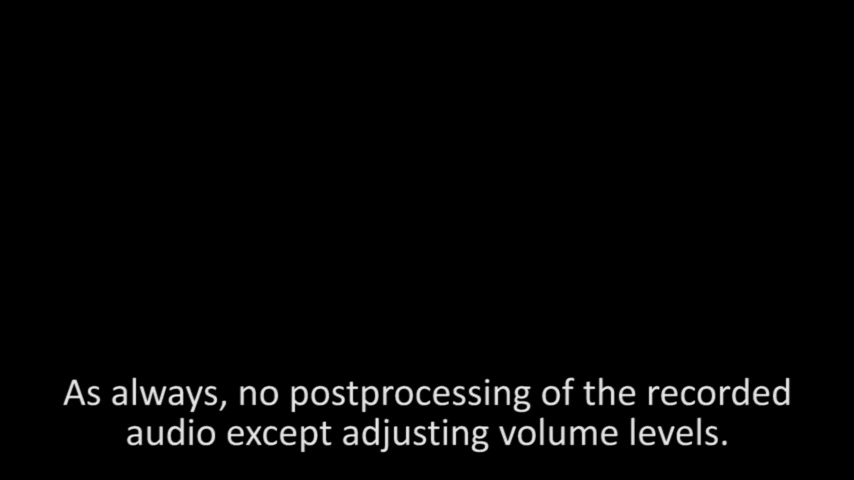 As always, no postprocessing of the recorded
audio except adjusting volume levels.